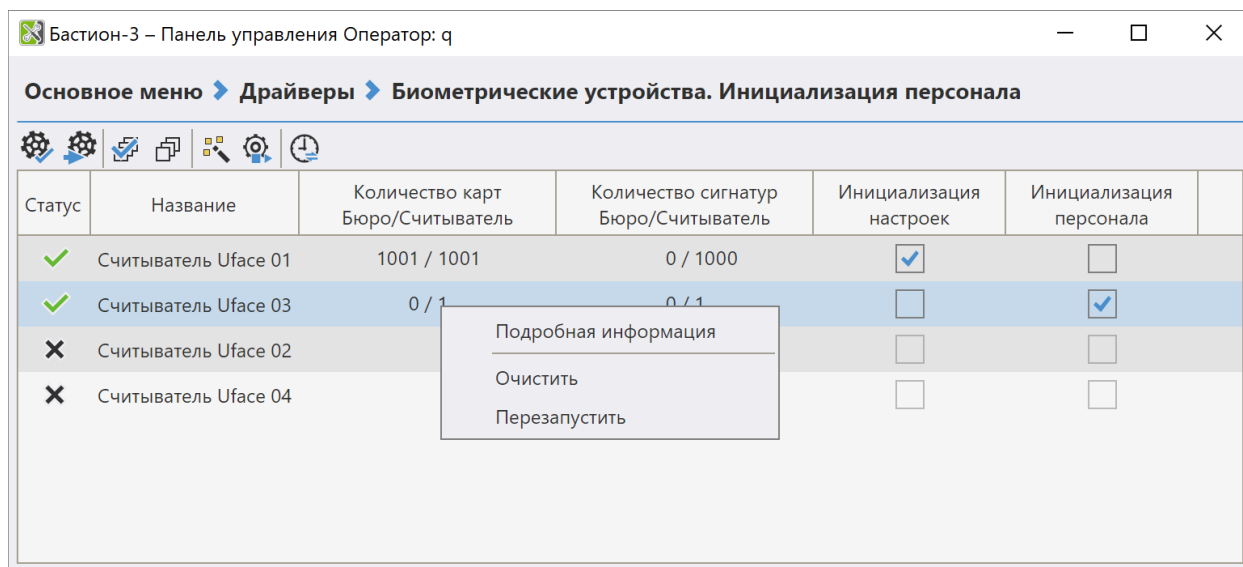 Бастион-3 – Панель управления Оператор: q
Основное меню Драйверы Биометрические устройства. Инициализация персонала
Статус Название Количество карт Бюро/Считыватель Количество сигнатур Бюро/Считыватель Инициализация настроек Инициализация персонала
Считыватель Uface 01 1001 / 1001 0 / 1000
Считыватель Uface 03 0 / 1 0 / 1
Подробная информация
Считыватель Uface 02
Очистить
Считыватель Uface 04
Перезапустить